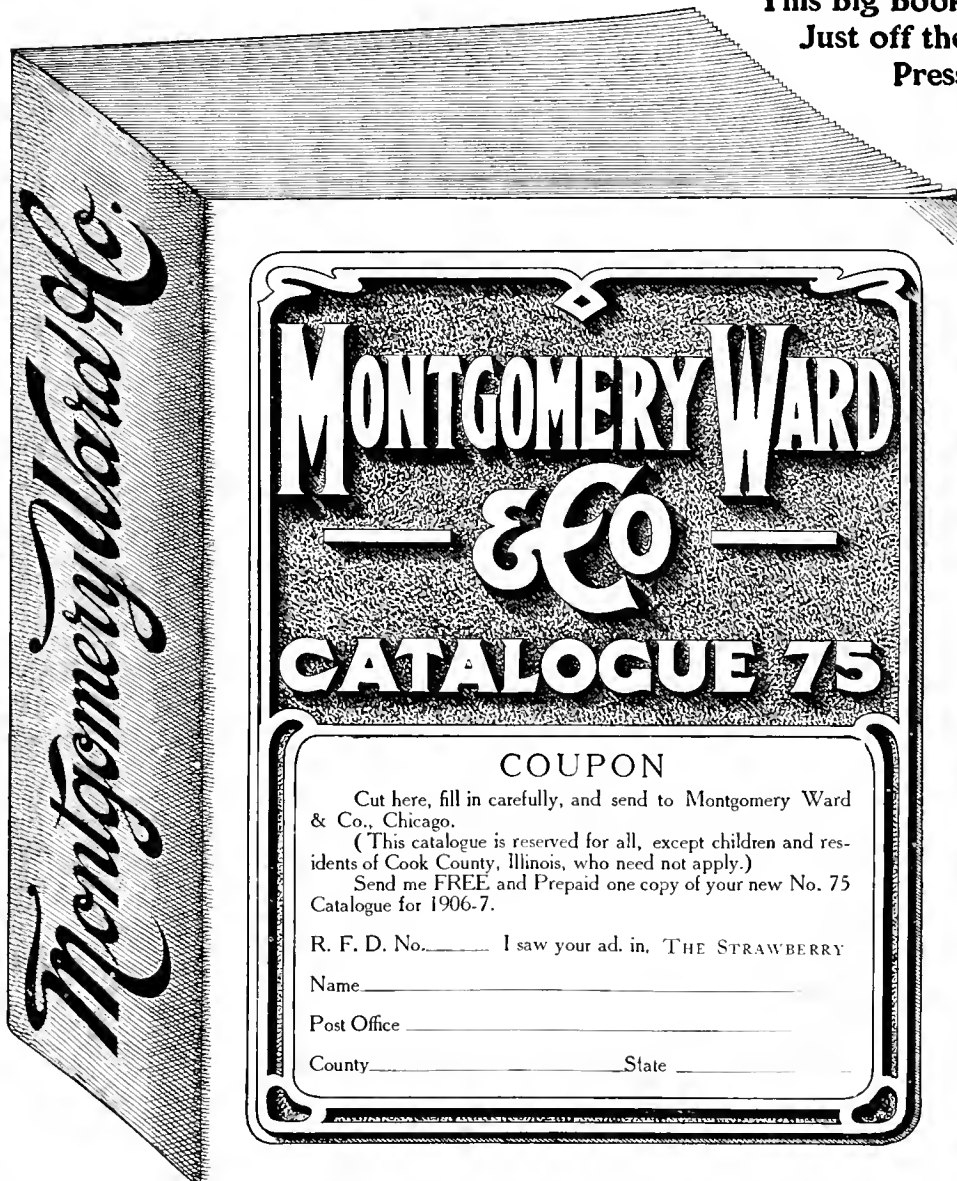 This Big Book
Just off the
Press
Montgomery Ward & Co.
MONTGOMERY WARD
& Co
CATALOGUE 75
COUPON
Cut here, fill in carefully, and send to Montgomery Ward
& Co., Chicago.
(This catalogue is reserved for all, except children and res-
idents of Cook County, Illinois, who need not apply.)
Send me FREE and Prepaid one copy of your new No. 75
Catalogue for 1906-7.
R. F. D. No. I saw your ad. in, THE STRAWBERRY
Name
Post Office
County State